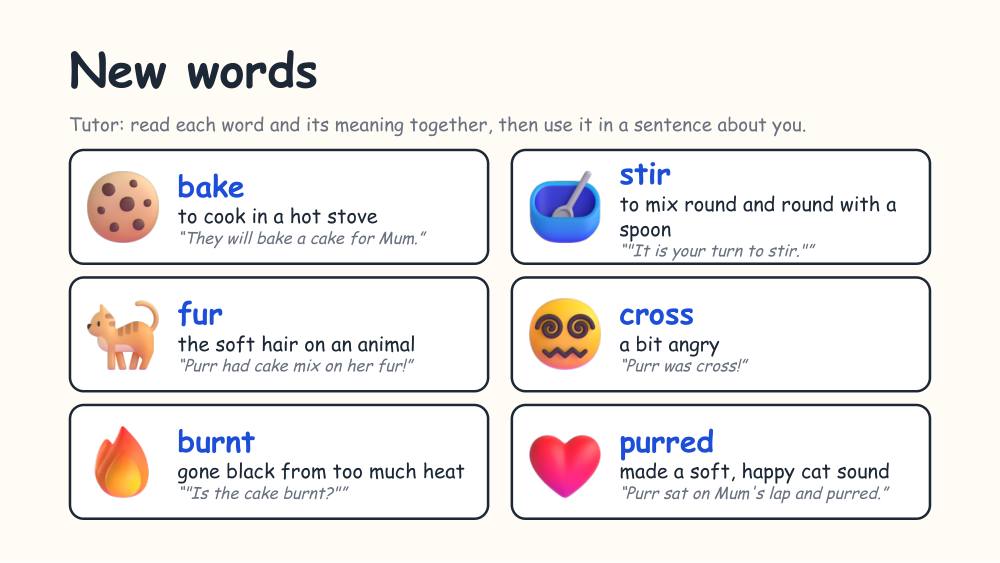 New words
Tutor: read each word and its meaning together, then use it in a sentence about you.
bake
to cook in a hot stove
“They will bake a cake for Mum.”
stir
to mix round and round with a
spoon
“"It is your turn to stir."”
fur
the soft hair on an animal
“Purr had cake mix on her fur!”
cross
a bit angry
“Purr was cross!”
burnt
gone black from too much heat
“"Is the cake burnt?"”
purred
made a soft, happy cat sound
“Purr sat on Mum's lap and purred.”